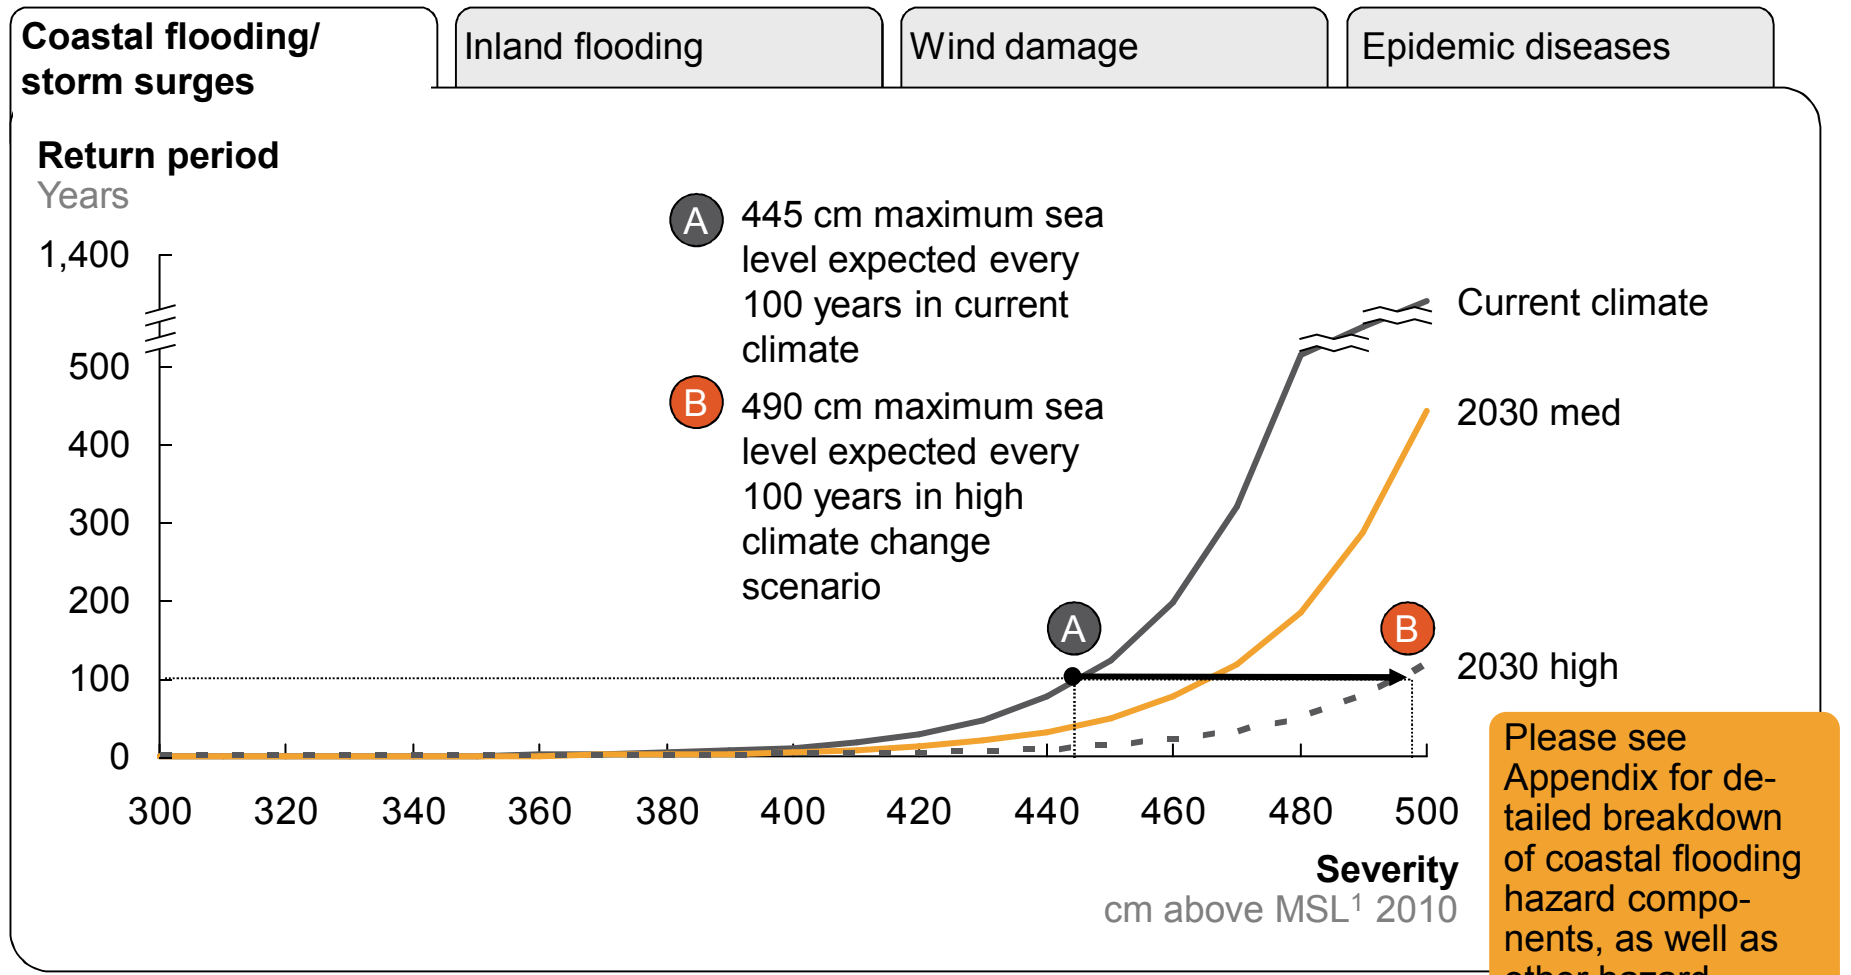 Coastal flooding/
storm surges
Inland flooding
Wind damage
Epidemic diseases
Return period
Years
A
445 cm maximum sea
level expected every
100 years in current
climate
B
490 cm maximum sea
level expected every
100 years in high
climate change
scenario
1,400
500
400
300
200
100
0
Current climate
2030 med
2030 high
A
B
300 320 340 360 380 400 420 440 460 480 500
Severity
cm above MSL¹ 2010
Please see
Appendix for de-
tailed breakdown
of coastal flooding
hazard compo-
nents, as well as
other hazard